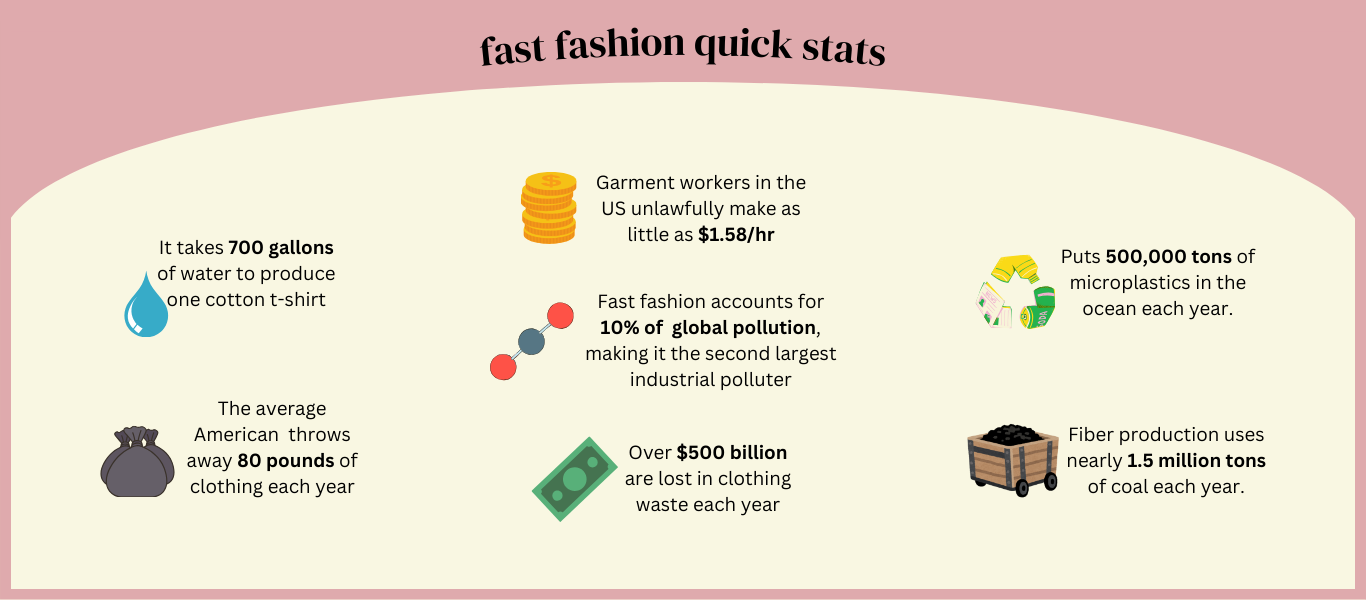 fast fashion quick stats
It takes 700 gallons
of water to produce
one cotton t-shirt
The average
American throws
away 80 pounds of
clothing each year
Garment workers in the
US unlawfully make as
little as $1.58/hr
Fast fashion accounts for
10% of global pollution,
making it the second largest
industrial polluter
Over $500 billion
are lost in clothing
waste each year
Puts 500,000 tons of
microplastics in the
ocean each year.
Fiber production uses
nearly 1.5 million tons
of coal each year.